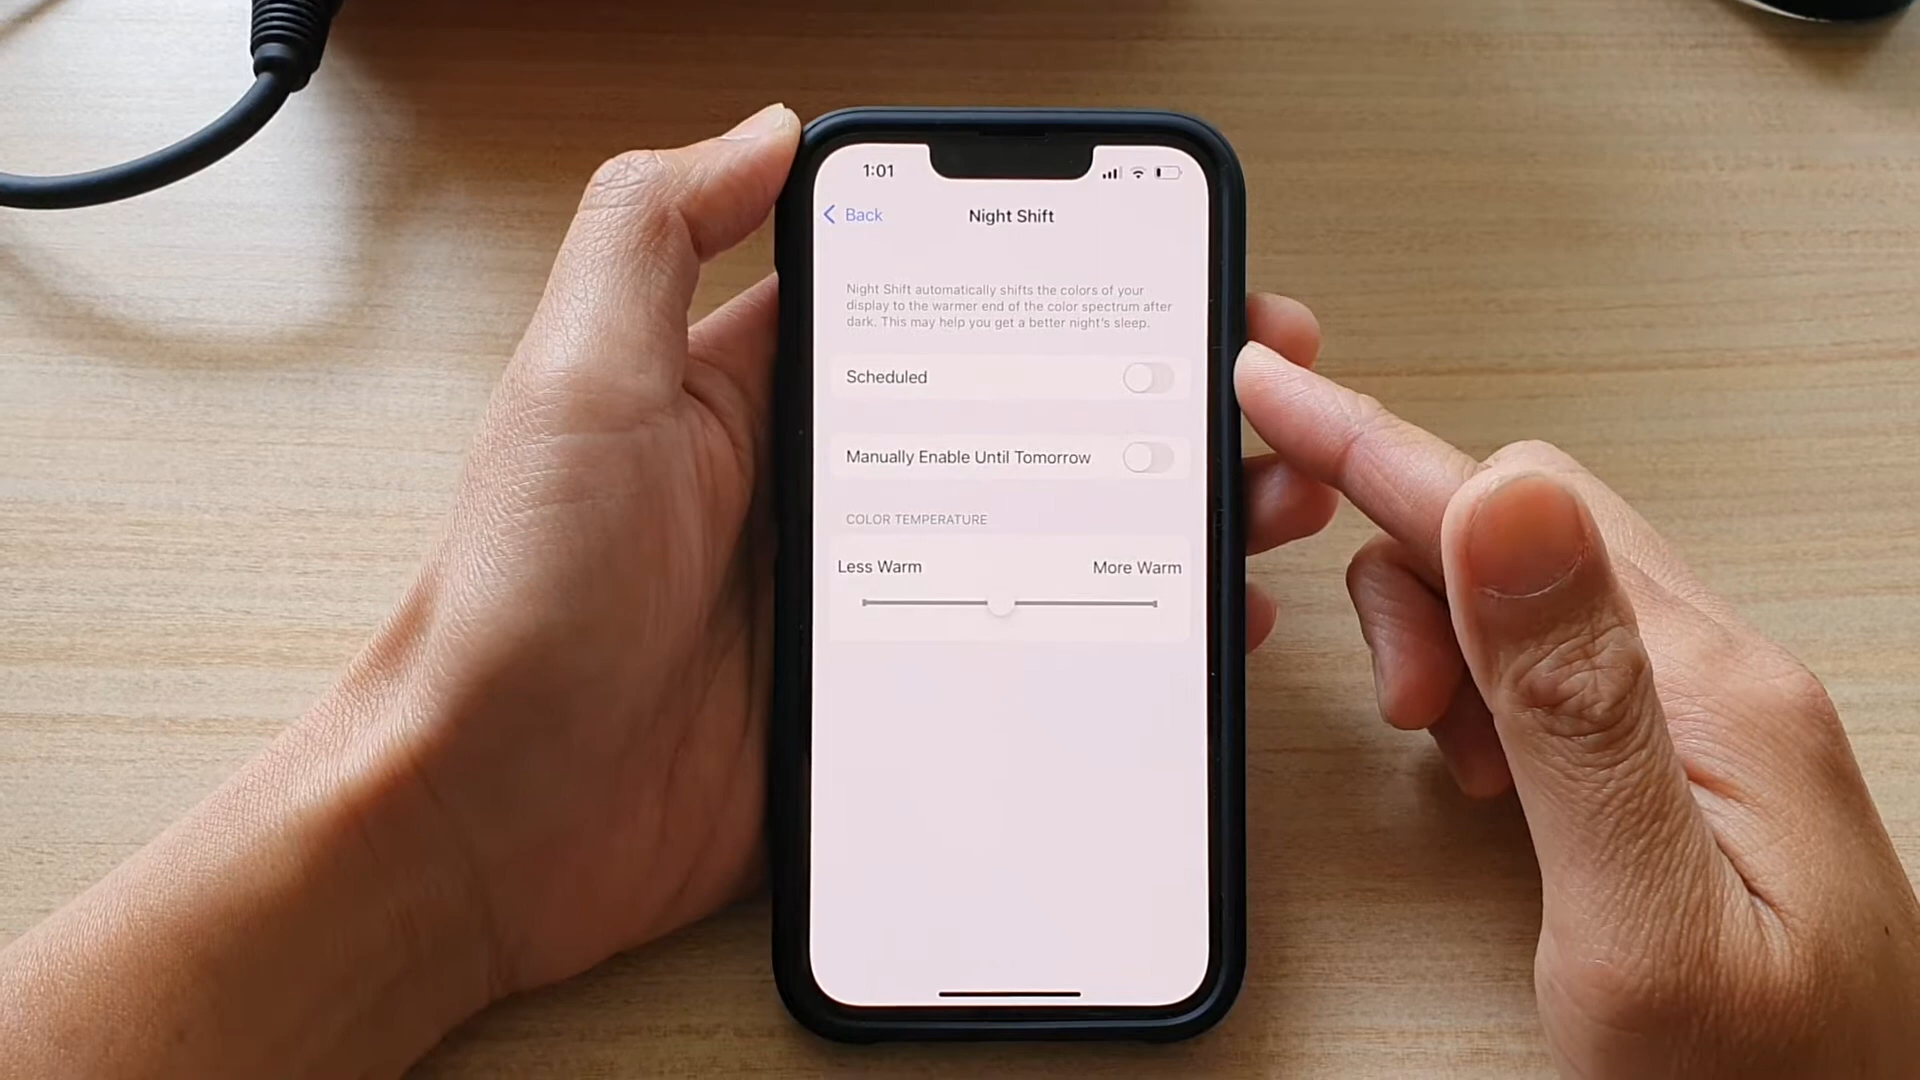 1:01
Back
Night Shift
Night Shift automatically shifts the colors of your
display to the warmer end of the color spectrum after
dark. This may help you get a better night's sleep.
Scheduled
Manually Enable Until Tomorrow
COLOR TEMPERATURE
Less Warm More Warm